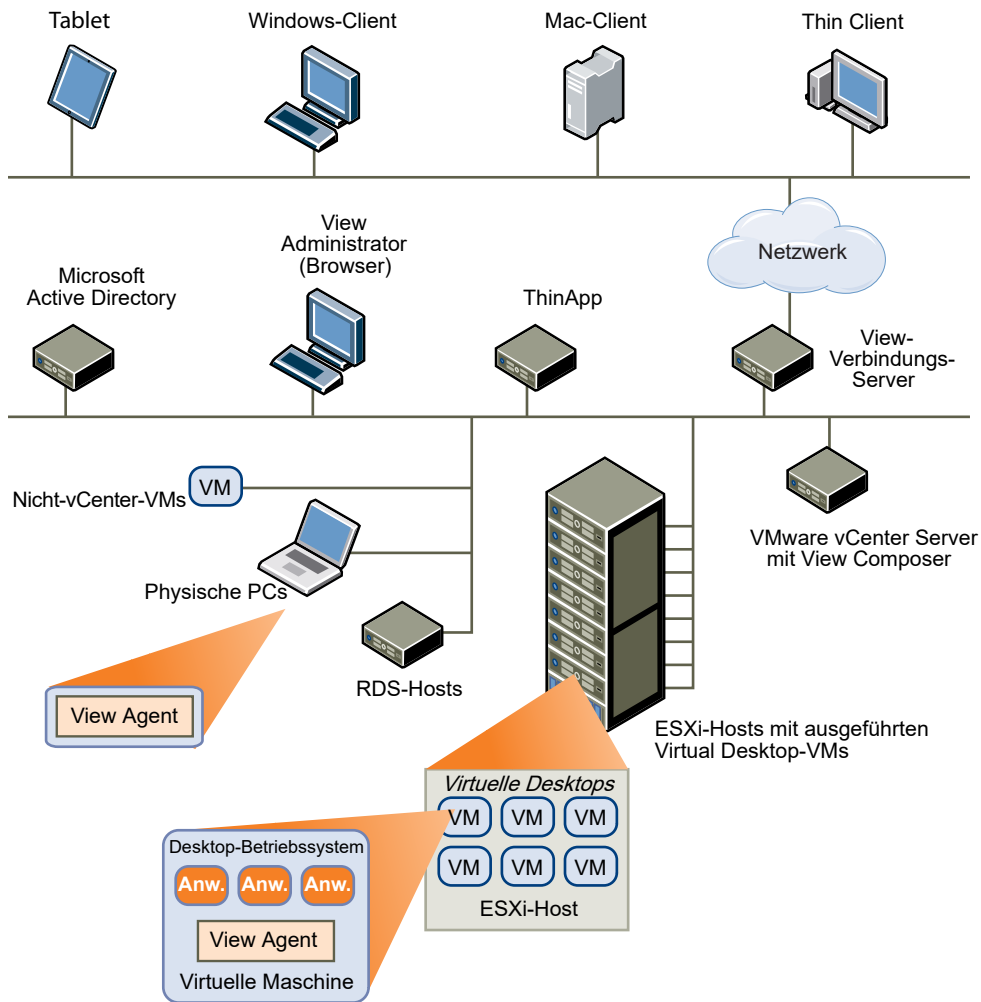 Tablet
Windows-Client
Mac-Client
Thin Client
Netzwerk
Microsoft
Active Directory
View
Administrator
(Browser)
ThinApp
View-
Verbindungs-
Server
Nicht-vCenter-VMs
VM
Physische PCs
RDS-Hosts
VMware vCenter Server
mit View Composer
View Agent
ESXi-Hosts mit ausgeführten
Virtual Desktop-VMs
Virtuelle Desktops
VM VM VM
VM VM VM
ESXi-Host
Desktop-Betriebssystem
Anw. Anw. Anw.
View Agent
Virtuelle Maschine